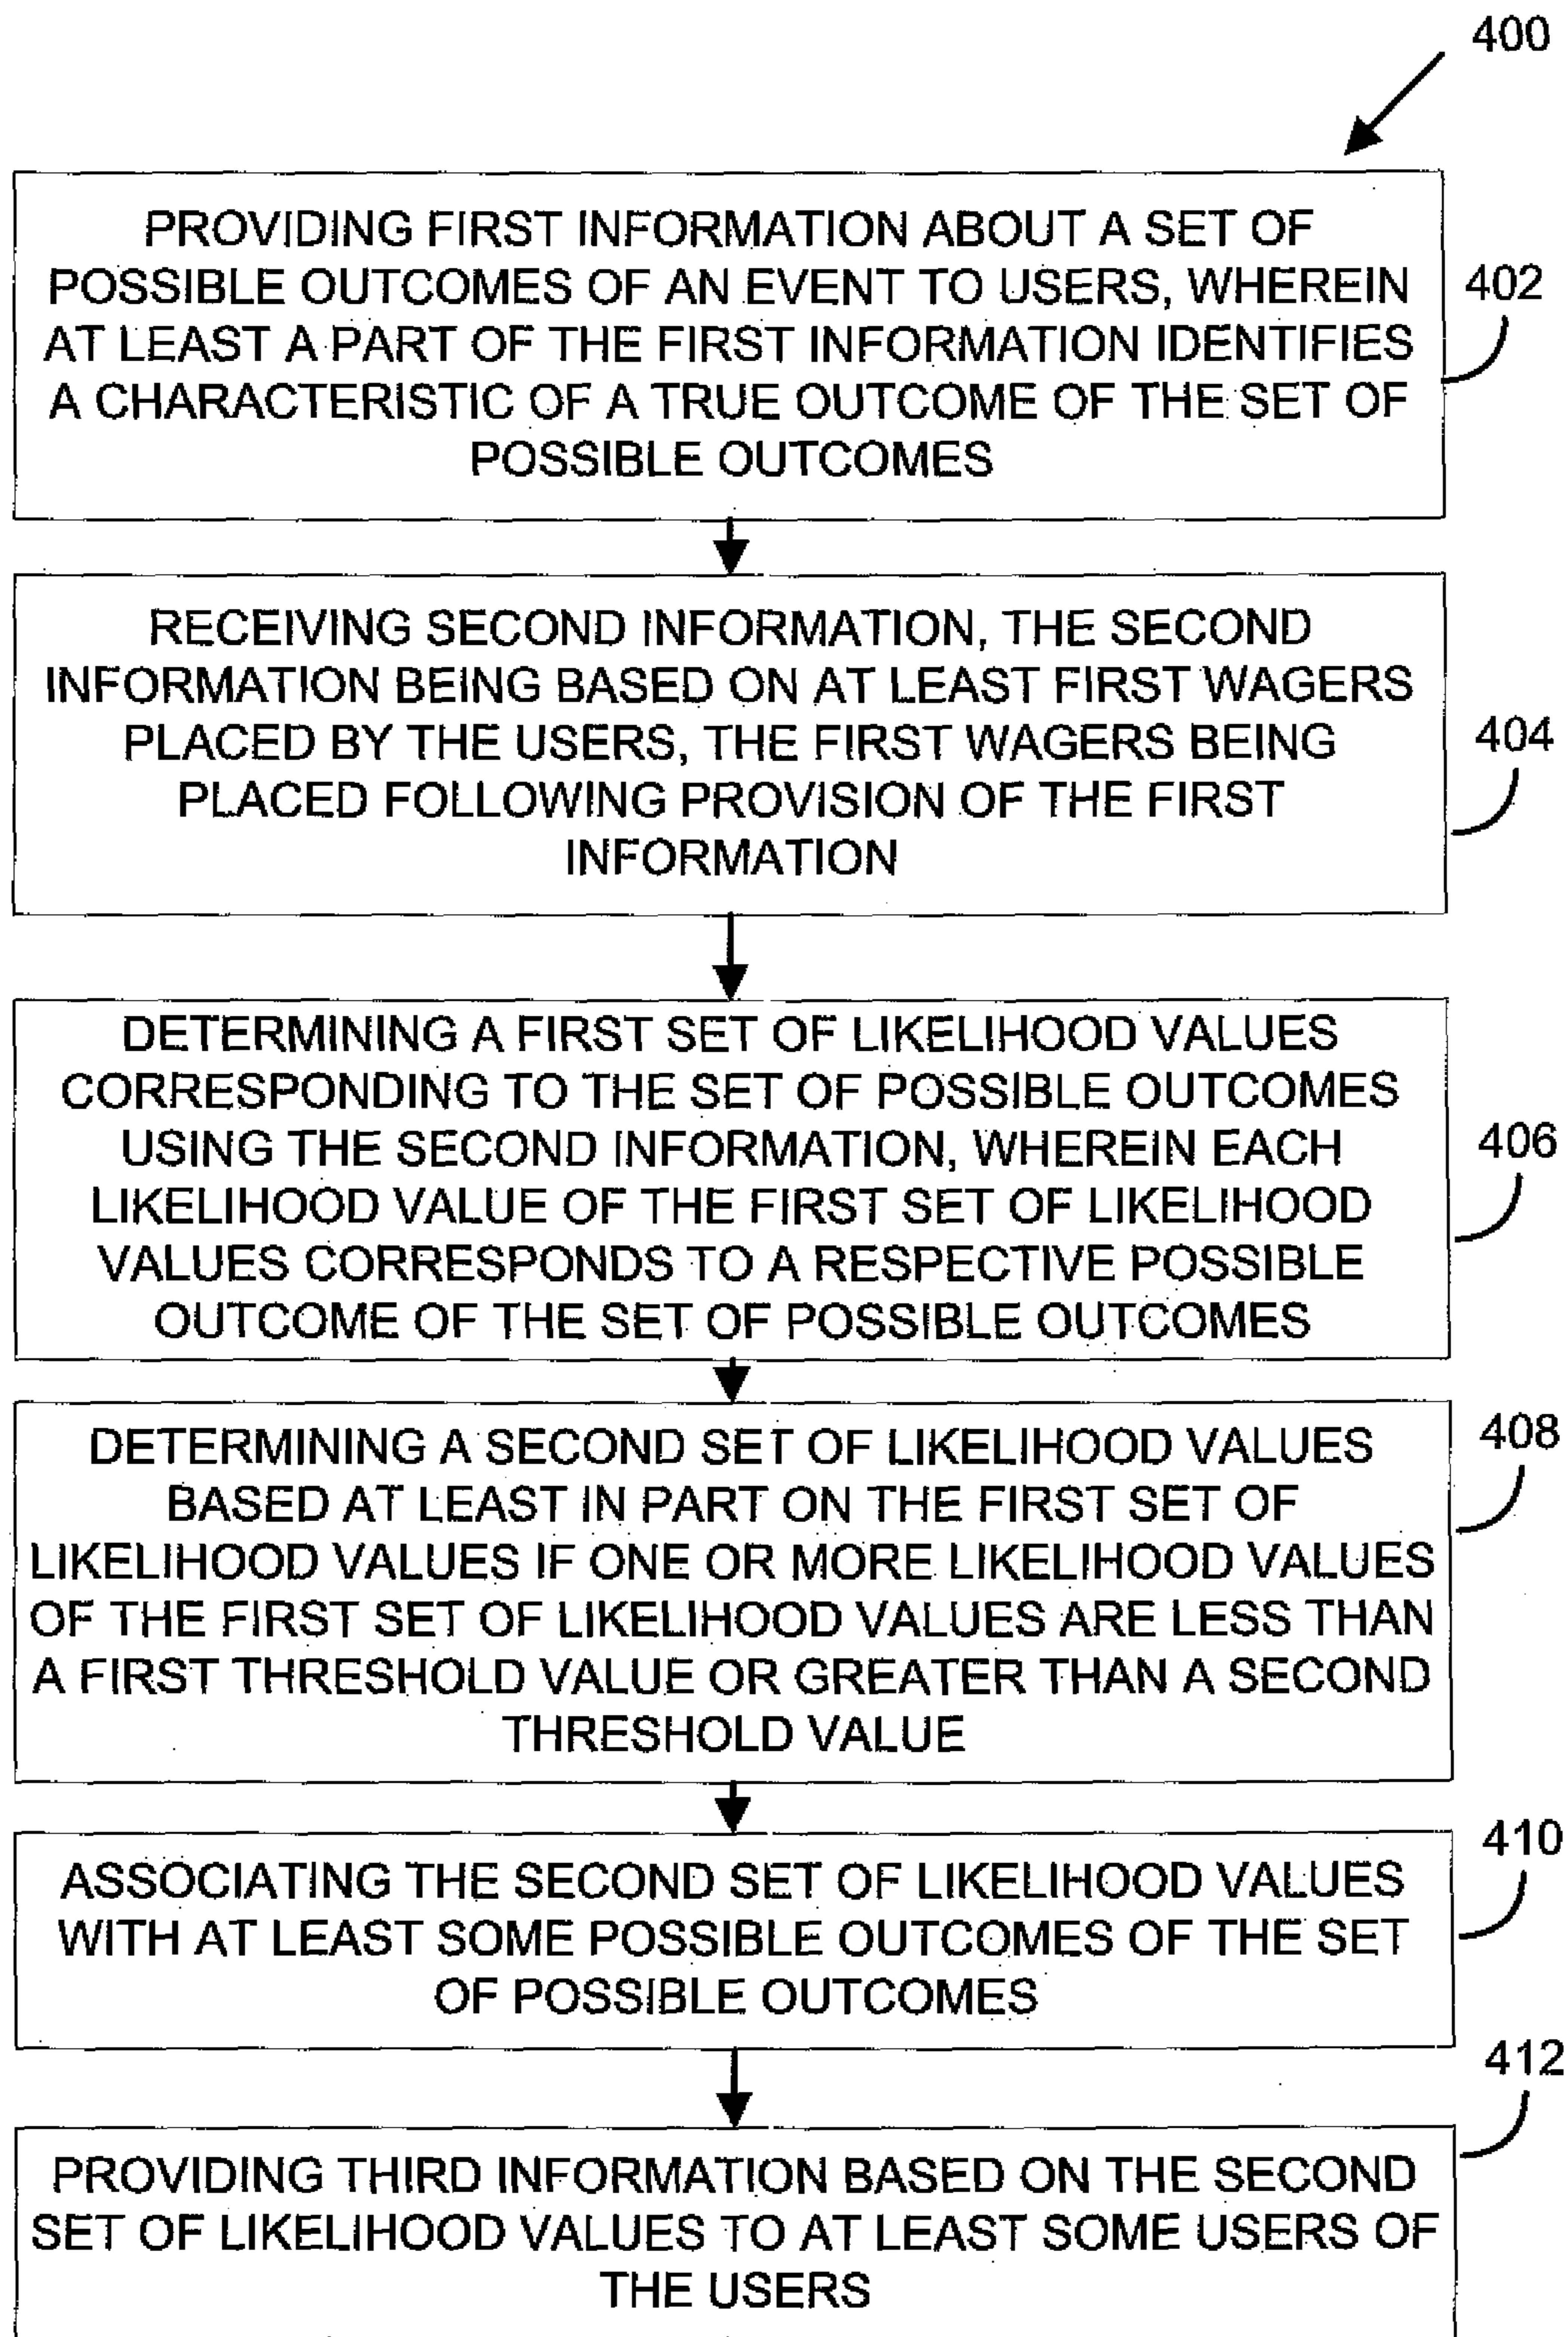 400
PROVIDING FIRST INFORMATION ABOUT A SET OF
POSSIBLE OUTCOMES OF AN EVENT TO USERS, WHEREIN
AT LEAST A PART OF THE FIRST INFORMATION IDENTIFIES
A CHARACTERISTIC OF A TRUE OUTCOME OF THE SET OF
POSSIBLE OUTCOMES
402
RECEIVING SECOND INFORMATION, THE SECOND
INFORMATION BEING BASED ON AT LEAST FIRST WAGERS
PLACED BY THE USERS, THE FIRST WAGERS BEING
PLACED FOLLOWING PROVISION OF THE FIRST
INFORMATION
404
DETERMINING A FIRST SET OF LIKELIHOOD VALUES
CORRESPONDING TO THE SET OF POSSIBLE OUTCOMES
USING THE SECOND INFORMATION, WHEREIN EACH
LIKELIHOOD VALUE OF THE FIRST SET OF LIKELIHOOD
VALUES CORRESPONDS TO A RESPECTIVE POSSIBLE
OUTCOME OF THE SET OF POSSIBLE OUTCOMES
406
DETERMINING A SECOND SET OF LIKELIHOOD VALUES
BASED AT LEAST IN PART ON THE FIRST SET OF
LIKELIHOOD VALUES IF ONE OR MORE LIKELIHOOD VALUES
OF THE FIRST SET OF LIKELIHOOD VALUES ARE LESS THAN
A FIRST THRESHOLD VALUE OR GREATER THAN A SECOND
THRESHOLD VALUE
408
ASSOCIATING THE SECOND SET OF LIKELIHOOD VALUES
WITH AT LEAST SOME POSSIBLE OUTCOMES OF THE SET
OF POSSIBLE OUTCOMES
410
PROVIDING THIRD INFORMATION BASED ON THE SECOND
SET OF LIKELIHOOD VALUES TO AT LEAST SOME USERS OF
THE USERS
412